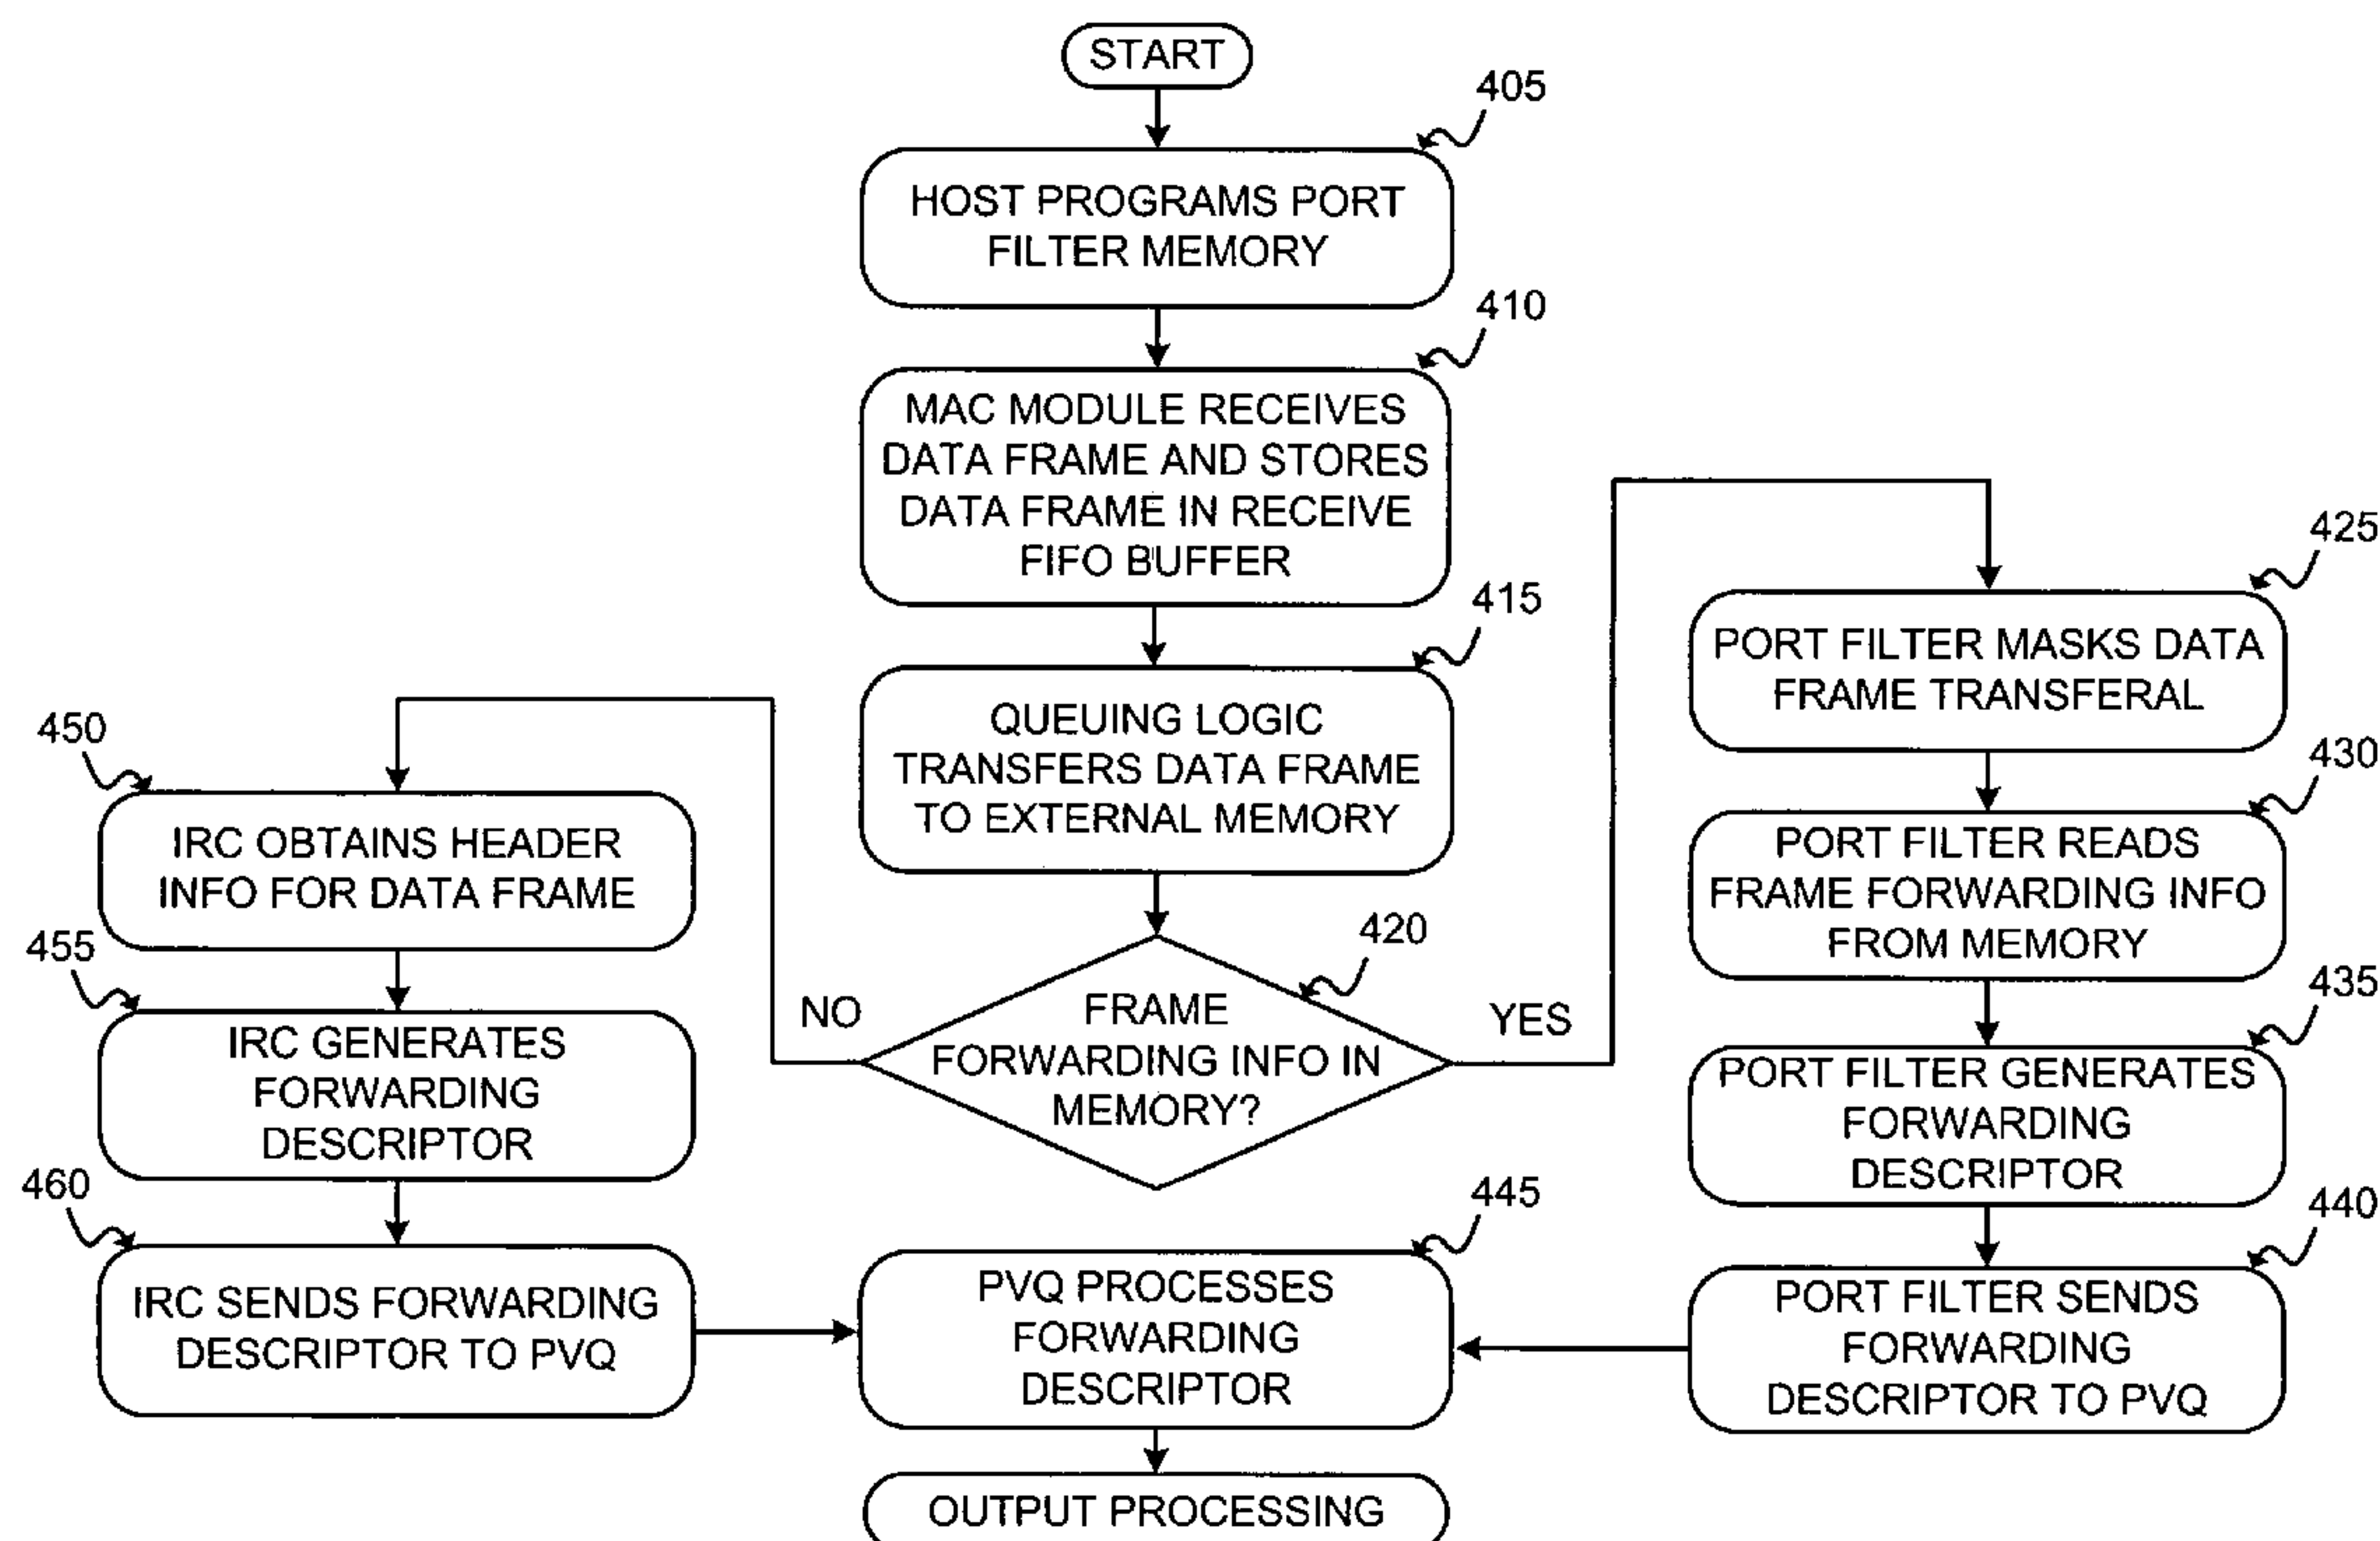 START
405
HOST PROGRAMS PORT
FILTER MEMORY
410
MAC MODULE RECEIVES
DATA FRAME AND STORES
DATA FRAME IN RECEIVE
FIFO BUFFER
415
QUEUING LOGIC
TRANSFERS DATA FRAME
TO EXTERNAL MEMORY
420
FRAME
FORWARDING INFO IN
MEMORY?
NO
YES
425
PORT FILTER MASKS DATA
FRAME TRANSFERAL
430
PORT FILTER READS
FRAME FORWARDING INFO
FROM MEMORY
435
PORT FILTER GENERATES
FORWARDING
DESCRIPTOR
440
PORT FILTER SENDS
FORWARDING
DESCRIPTOR TO PVQ
450
IRC OBTAINS HEADER
INFO FOR DATA FRAME
455
IRC GENERATES
FORWARDING
DESCRIPTOR
460
IRC SENDS FORWARDING
DESCRIPTOR TO PVQ
445
PVQ PROCESSES
FORWARDING
DESCRIPTOR
OUTPUT PROCESSING